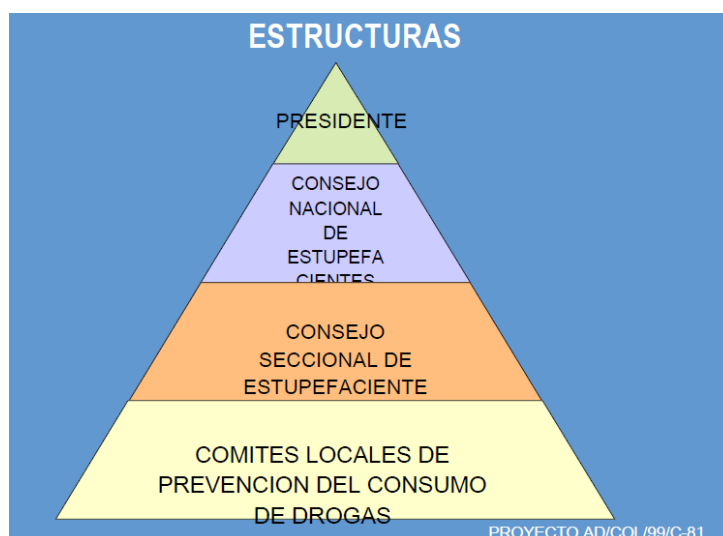 ESTRUCTURAS
PRESIDENTE
CONSEJO
NACIONAL
DE
ESTUPEFA
CIENTES
CONSEJO
SECCIONAL DE
ESTUPEFACIENTE
COMITES LOCALES DE
PREVENCION DEL CONSUMO
DE DROGAS
PROYECTO AD/COL/99/C-81